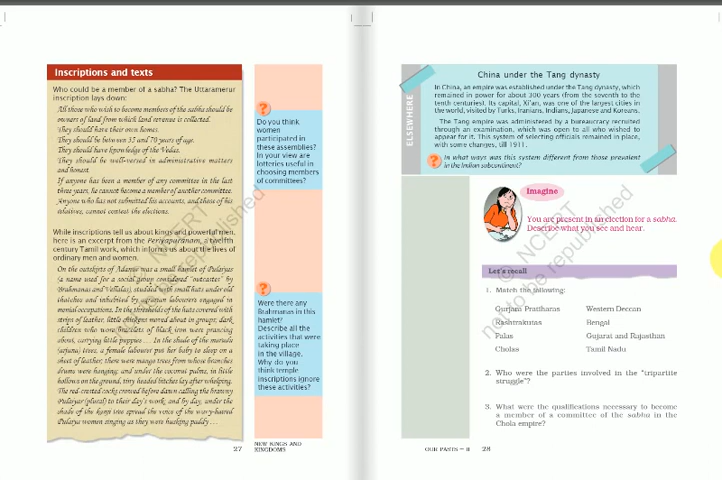 Inscriptions and texts
Who could be a member of a sabha? The Uttaramerur
inscription lays down:
All those who wish to become members of the sabha should be
owners of land from which land revenue is collected.
They should have their own homes.
They should be between 35 and 70 years of age.
They should have knowledge of the Vedas.
They should be well-versed in administrative matters
and honest.
If anyone has been a member of any committee in the last
three years, he cannot become a member of another committee.
Anyone who has not submitted his accounts, and those of his
relatives, cannot contest the elections.
While inscriptions tell us about kings and powerful men,
here is an excerpt from the Periyapuranam, a twelfth
century Tamil work, which informs us about the lives of
ordinary men and women.
On the outskirts of Adanur was a small hamlet of Pulaiyas
(a name used for a social group considered “outcastes” by
Brahmanas and Vellalas), studded with small huts under old
thatches and inhabited by agrarian labourers engaged in
menial occupations. In the thresholds of the huts covered with
strips of leather, little chickens moved about in groups; dark
children who wore bracelets of black iron were prancing
about, carrying little puppies … In the shade of the marudu
(arjuna) trees, a female labourer put her baby to sleep on a
sheet of leather; there were mango trees from whose branches
drums were hanging; and under the coconut palms, in little
hollows on the ground, tiny-headed bitches lay after whelping.
The red-crested cocks crowed before dawn calling the brawny
Pulaiyar (plural) to their day’s work; and by day, under the
shade of the kanji tree spread the voice of the wavy-haired
Pulaiya women singing as they were husking paddy …
?
Do you think
women
participated in
these assemblies?
In your view are
lotteries useful in
choosing members
of committees?
?
Were there any
Brahmanas in this
hamlet?
Describe all the
activities that were
taking place
in the village.
Why do you
think temple
inscriptions ignore
these activities?
27
NEW KINGS AND
KINGDOMS
ELSEWHERE
China under the Tang dynasty
In China, an empire was established under the Tang dynasty, which
remained in power for about 300 years (from the seventh to the
tenth centuries). Its capital, Xi’an, was one of the largest cities in
the world, visited by Turks, Iranians, Indians, Japanese and Koreans.
The Tang empire was administered by a bureaucracy recruited
through an examination, which was open to all who wished to
appear for it. This system of selecting officials remained in place,
with some changes, till 1911.
? In what ways was this system different from those prevalent
in the Indian subcontinent?
Imagine
You are present in an election for a sabha.
Describe what you see and hear.
Let’s recall
1. Match the following:
Gurjara Pratiharas Western Deccan
Rashtrakutas Bengal
Palas Gujarat and Rajasthan
Cholas Tamil Nadu
2. Who were the parties involved in the “tripartite
struggle”?
3. What were the qualifications necessary to become
a member of a committee of the sabha in the
Chola empire?
OUR PASTS – II 28
© NCERT
not to be republished
© NCERT
not to be republished